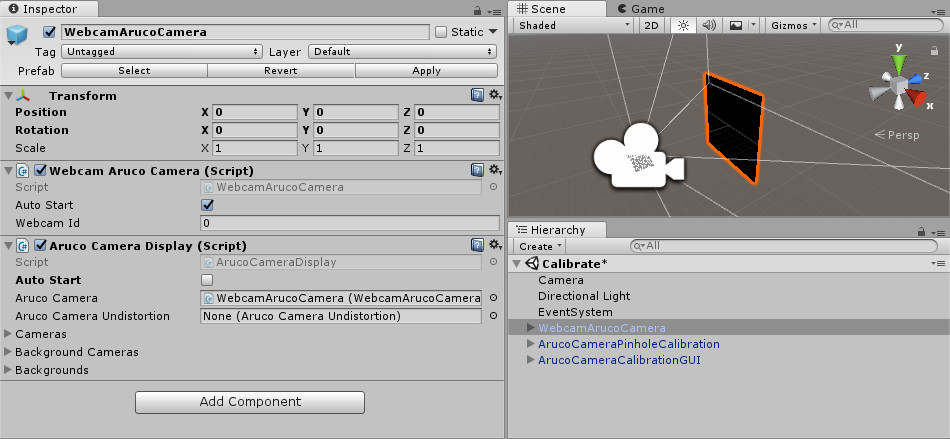 Inspector
WebcamArucoCamera Static
Tag Untagged Layer Default
Prefab Select Revert Apply
Transform
Position X 0 Y 0 Z 0
Rotation X 0 Y 0 Z 0
Scale X 1 Y 1 Z 1
Webcam Aruco Camera (Script)
Script WebcamArucoCamera
Auto Start
Webcam Id 0
Aruco Camera Display (Script)
Script ArucoCameraDisplay
Auto Start
Aruco Camera WebcamArucoCamera (WebcamArucoCamera
Aruco Camera Undistortion None (Aruco Camera Undistortion)
Cameras
Background Cameras
Backgrounds
Add Component
Scene Game
Shaded 2D Gizmos All
y
z
x
Persp
Hierarchy
Create All
Calibrate*
Camera
Directional Light
EventSystem
WebcamArucoCamera
ArucoCameraPinholeCalibration
ArucoCameraCalibrationGUI